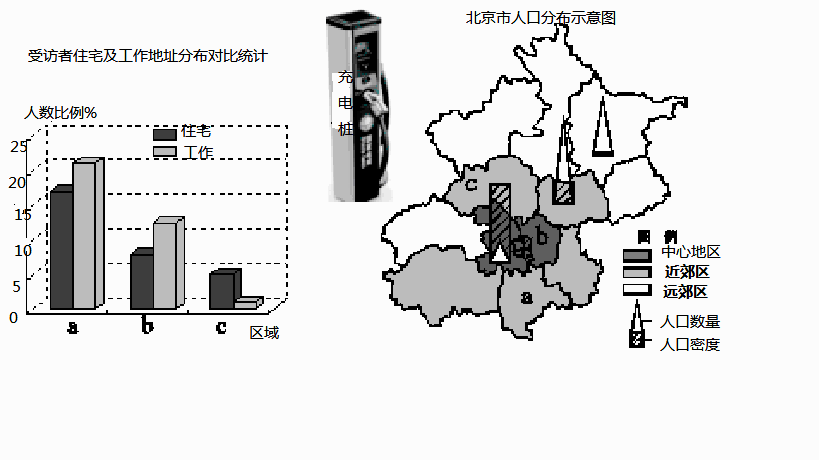 受访者住宅及工作地址分布对比统计
人数比例%
25
20
15
10
5
0
住宅
工作
a
b
c
区域
充
电
桩
北京市人口分布示意图
c
b
a
图 例
中心地区
近郊区
远郊区
人口数量
人口密度